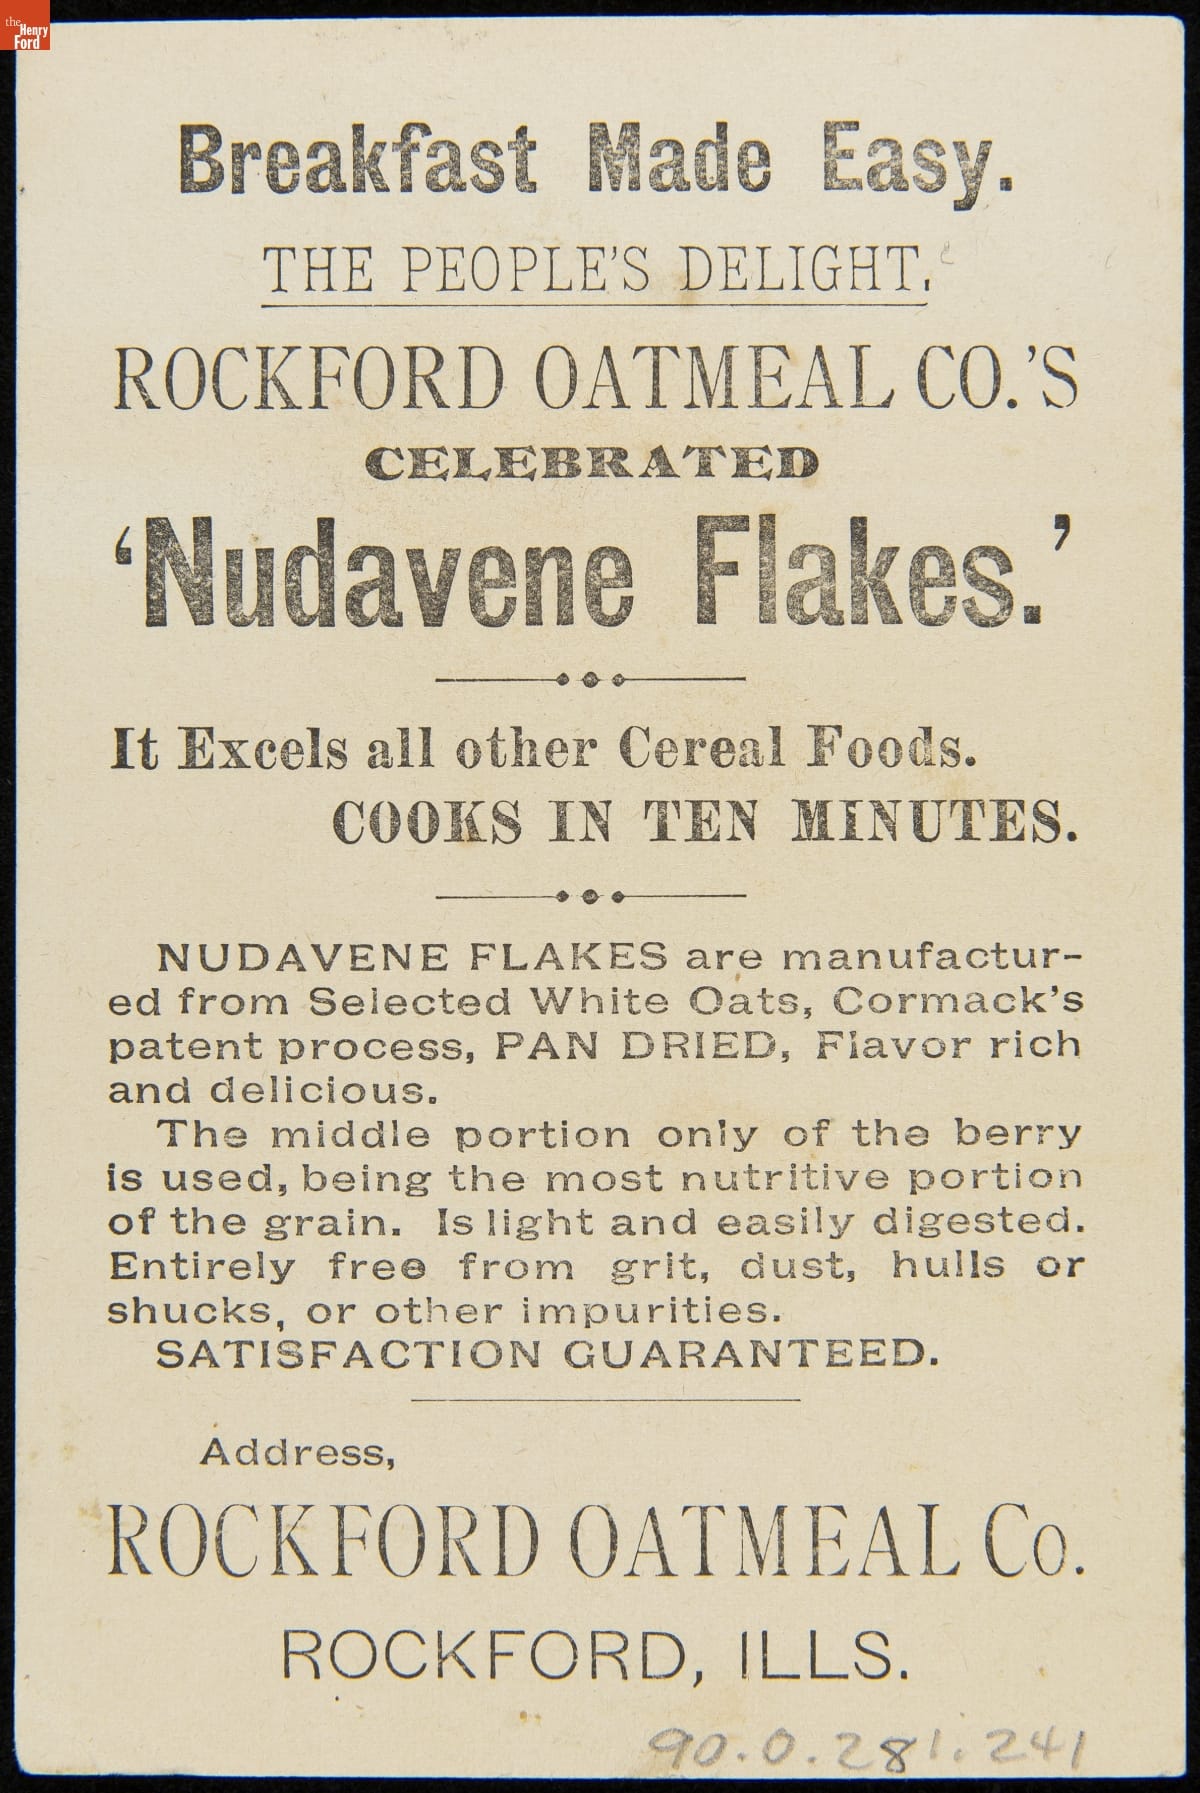 the
Henry
Ford
Breakfast Made Easy.
THE PEOPLE'S DELIGHT.
ROCKFORD OATMEAL CO.'S
CELEBRATED
'Nudavene Flakes.'
It Excels all other Cereal Foods.
COOKS IN TEN MINUTES.
NUDAVENE FLAKES are manufactur-
ed from Selected White Oats, Cormack's
patent process, PAN DRIED, Flavor rich
and delicious.
The middle portion only of the berry
is used, being the most nutritive portion
of the grain. Is light and easily digested.
Entirely free from grit, dust, hulls or
shucks, or other impurities.
SATISFACTION GUARANTEED.
Address,
ROCKFORD OATMEAL Co.
ROCKFORD, ILLS.
90.0.281.241